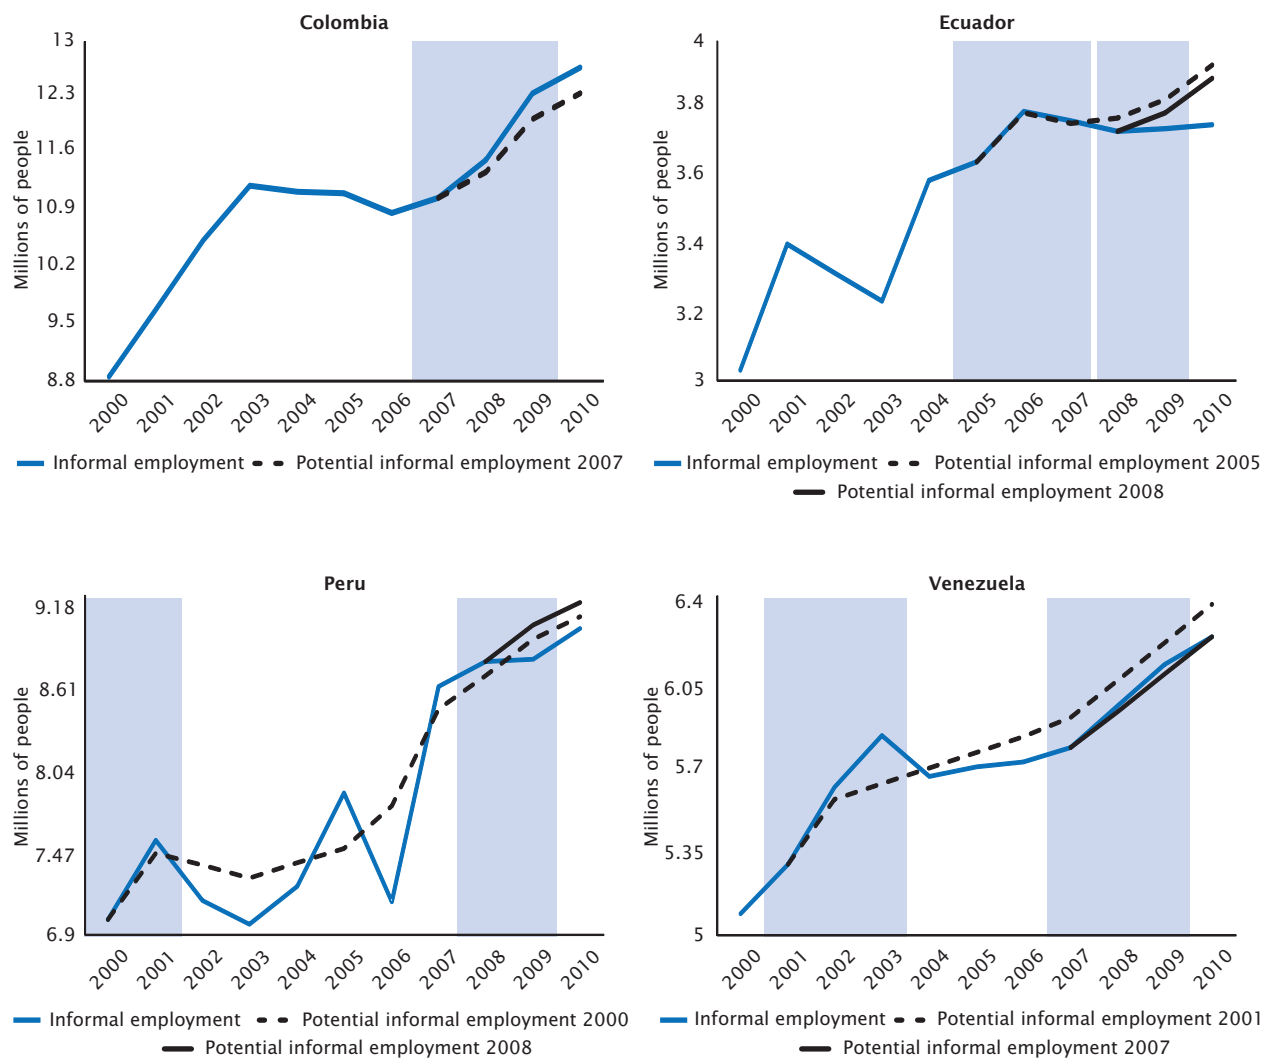 Colombia
Millions of people
13
12.3
11.6
10.9
10.2
9.5
8.8
2000 2001 2002 2003 2004 2005 2006 2007 2008 2009 2010
Informal employment Potential informal employment 2007
Ecuador
Millions of people
4
3.8
3.6
3.4
3.2
3
2000 2001 2002 2003 2004 2005 2006 2007 2008 2009 2010
Informal employment Potential informal employment 2005
Potential informal employment 2008
Peru
Millions of people
9.18
8.61
8.04
7.47
6.9
2000 2001 2002 2003 2004 2005 2006 2007 2008 2009 2010
Informal employment Potential informal employment 2000
Potential informal employment 2008
Venezuela
Millions of people
6.4
6.05
5.7
5.35
5
2000 2001 2002 2003 2004 2005 2006 2007 2008 2009 2010
Informal employment Potential informal employment 2001
Potential informal employment 2007